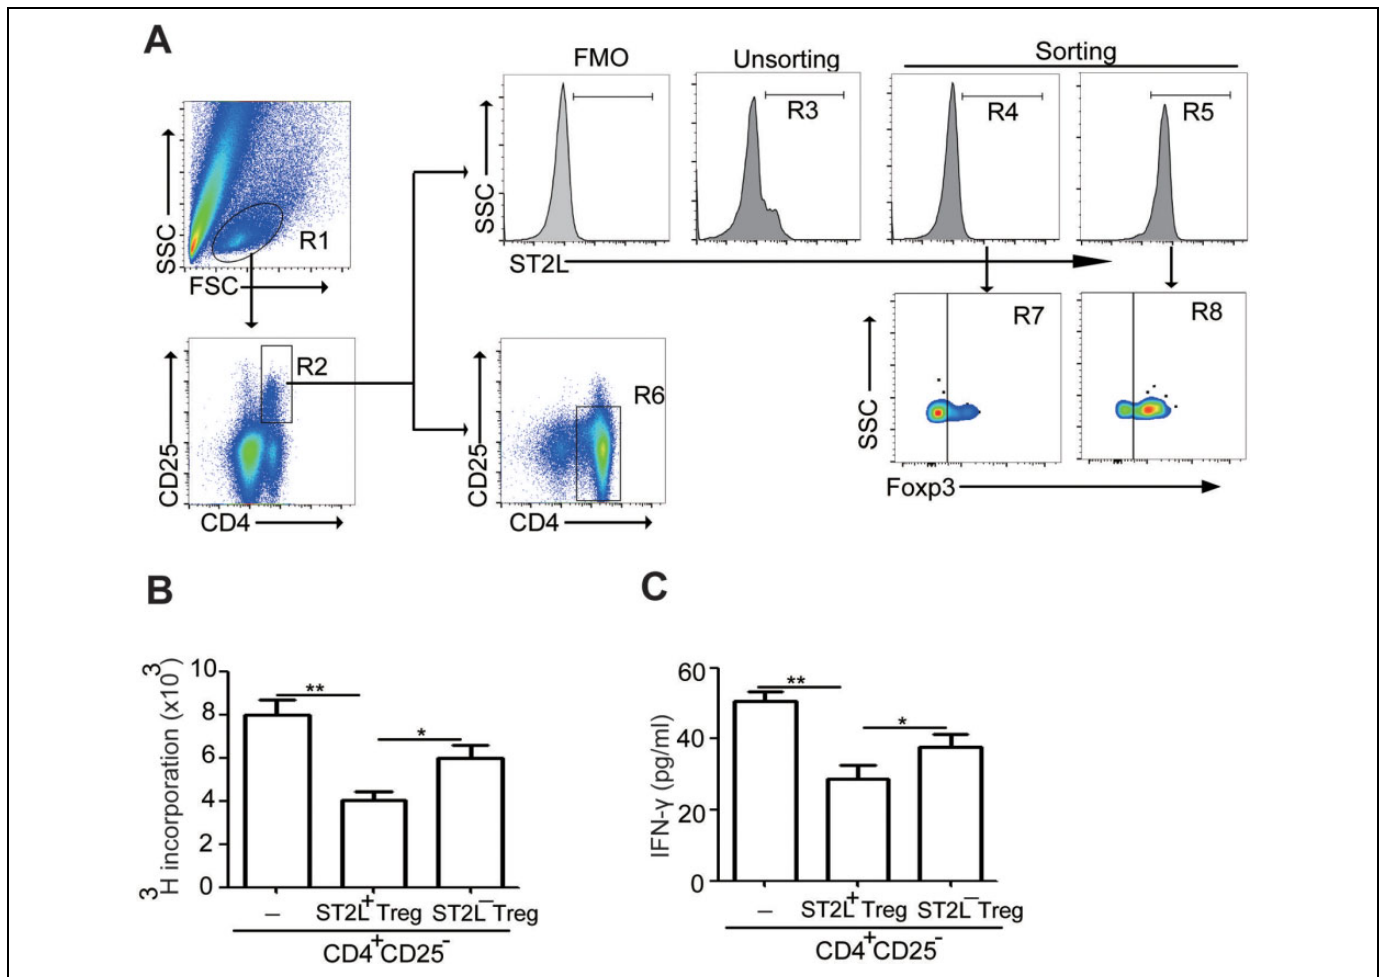 A
FMO
Unsorting
Sorting
R3
R4
R5
SSC
R1
SSC
FSC
ST2L
R2
R6
R7
R8
CD25
CD25
SSC
CD4
CD4
Foxp3
B
C
³H incorporation (x10³)
10
8
6
4
2
0
**
*
– ST2L⁺Treg ST2L⁻Treg
CD4⁺CD25⁻
IFN-γ (pg/ml)
60
40
20
0
**
*
– ST2L⁺Treg ST2L⁻Treg
CD4⁺CD25⁻